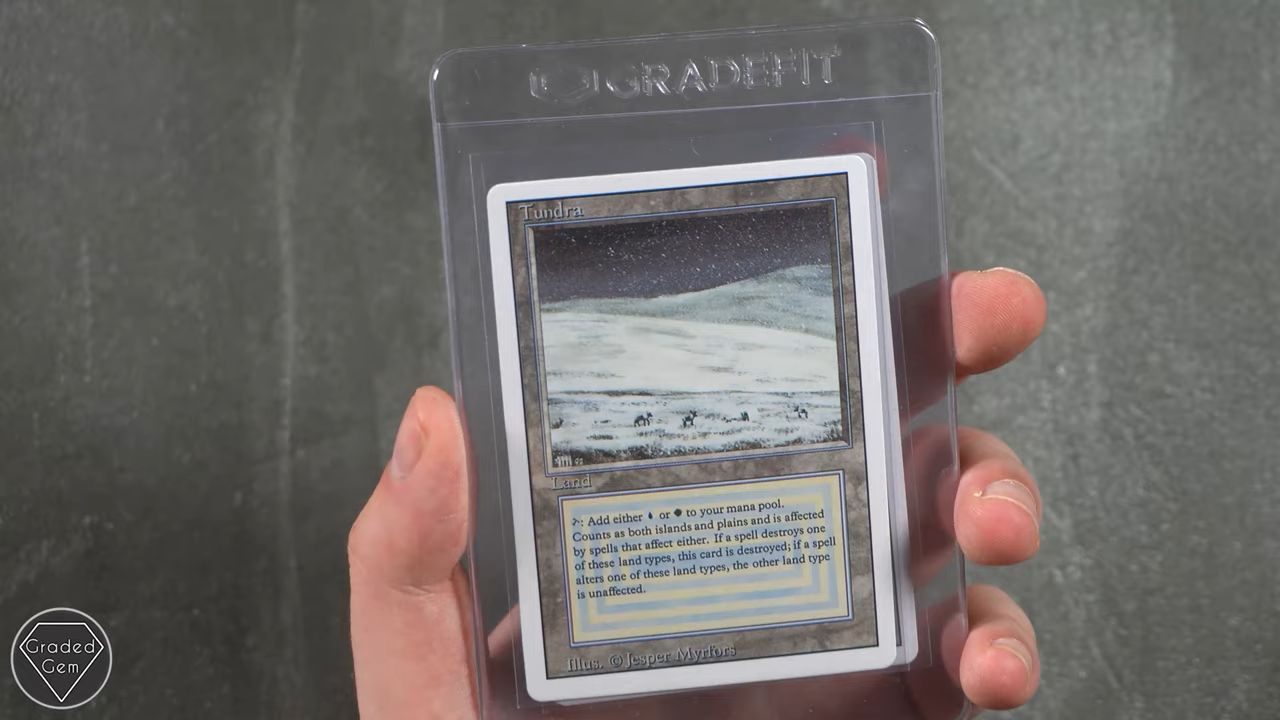 GRADEFIT
Tundra
Land
: Add either or to your mana pool.
Counts as both islands and plains and is affected
by spells that affect either. If a spell destroys one
of these land types, this card is destroyed; if a spell
alters one of these land types, the other land type
is unaffected.
Illus. © Jesper Myrfors
Graded
Gem